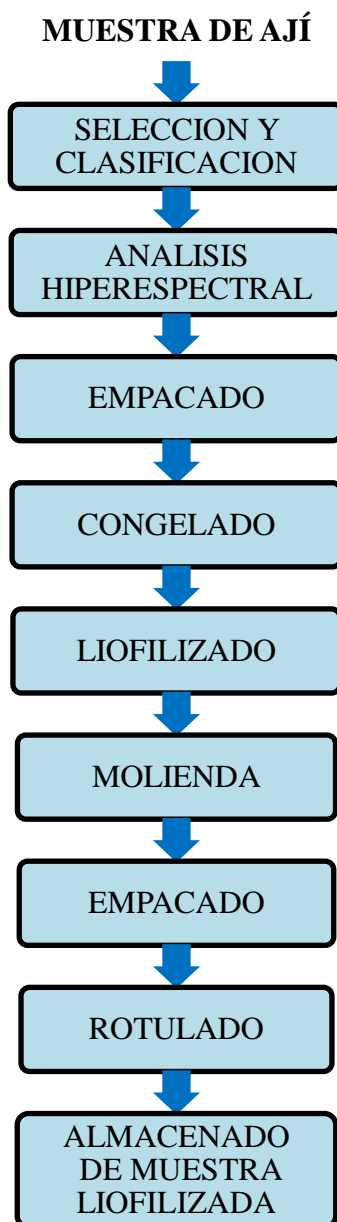 MUESTRA DE AJÍ
SELECCION Y
CLASIFICACION
ANALISIS
HIPERESPECTRAL
EMPACADO
CONGELADO
LIOFILIZADO
MOLIENDA
EMPACADO
ROTULADO
ALMACENADO
DE MUESTRA
LIOFILIZADA